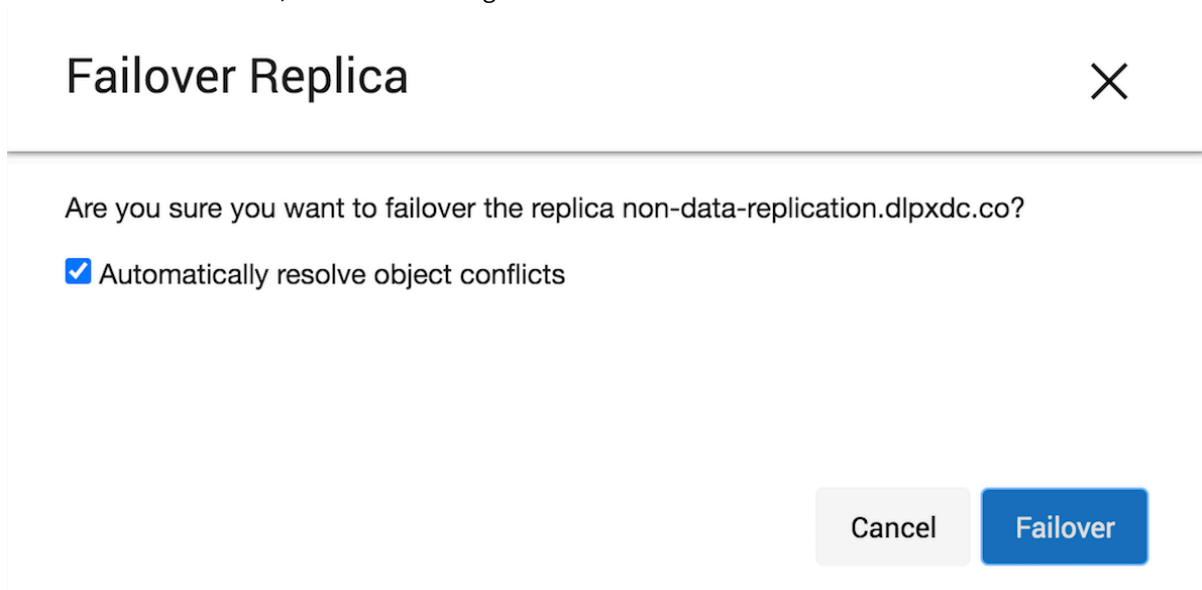 Failover Replica
Are you sure you want to failover the replica non-data-replication.dlpxdc.co?
Automatically resolve object conflicts
Cancel
Failover